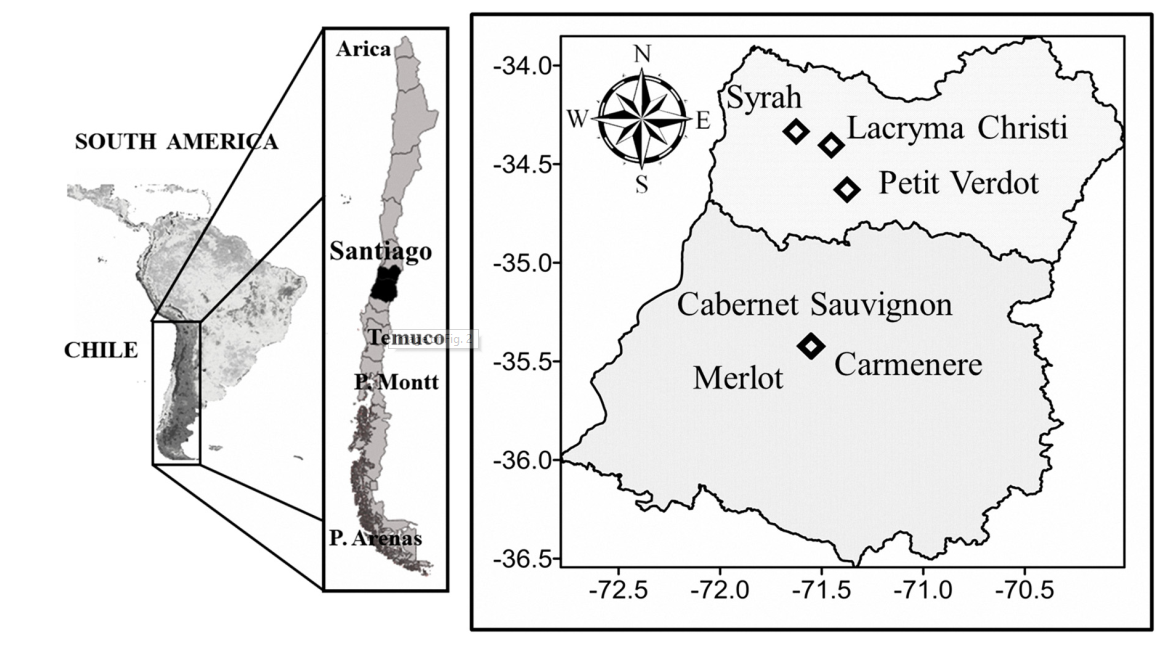 SOUTH AMERICA
CHILE
Arica
Santiago
Temuco
P. Montt
P. Arenas
N
W
E
S
Syrah
Lacryma Christi
Petit Verdot
Cabernet Sauvignon
Merlot
Carmenere
-34.0
-34.5
-35.0
-35.5
-36.0
-36.5
-72.5 -72.0 -71.5 -71.0 -70.5